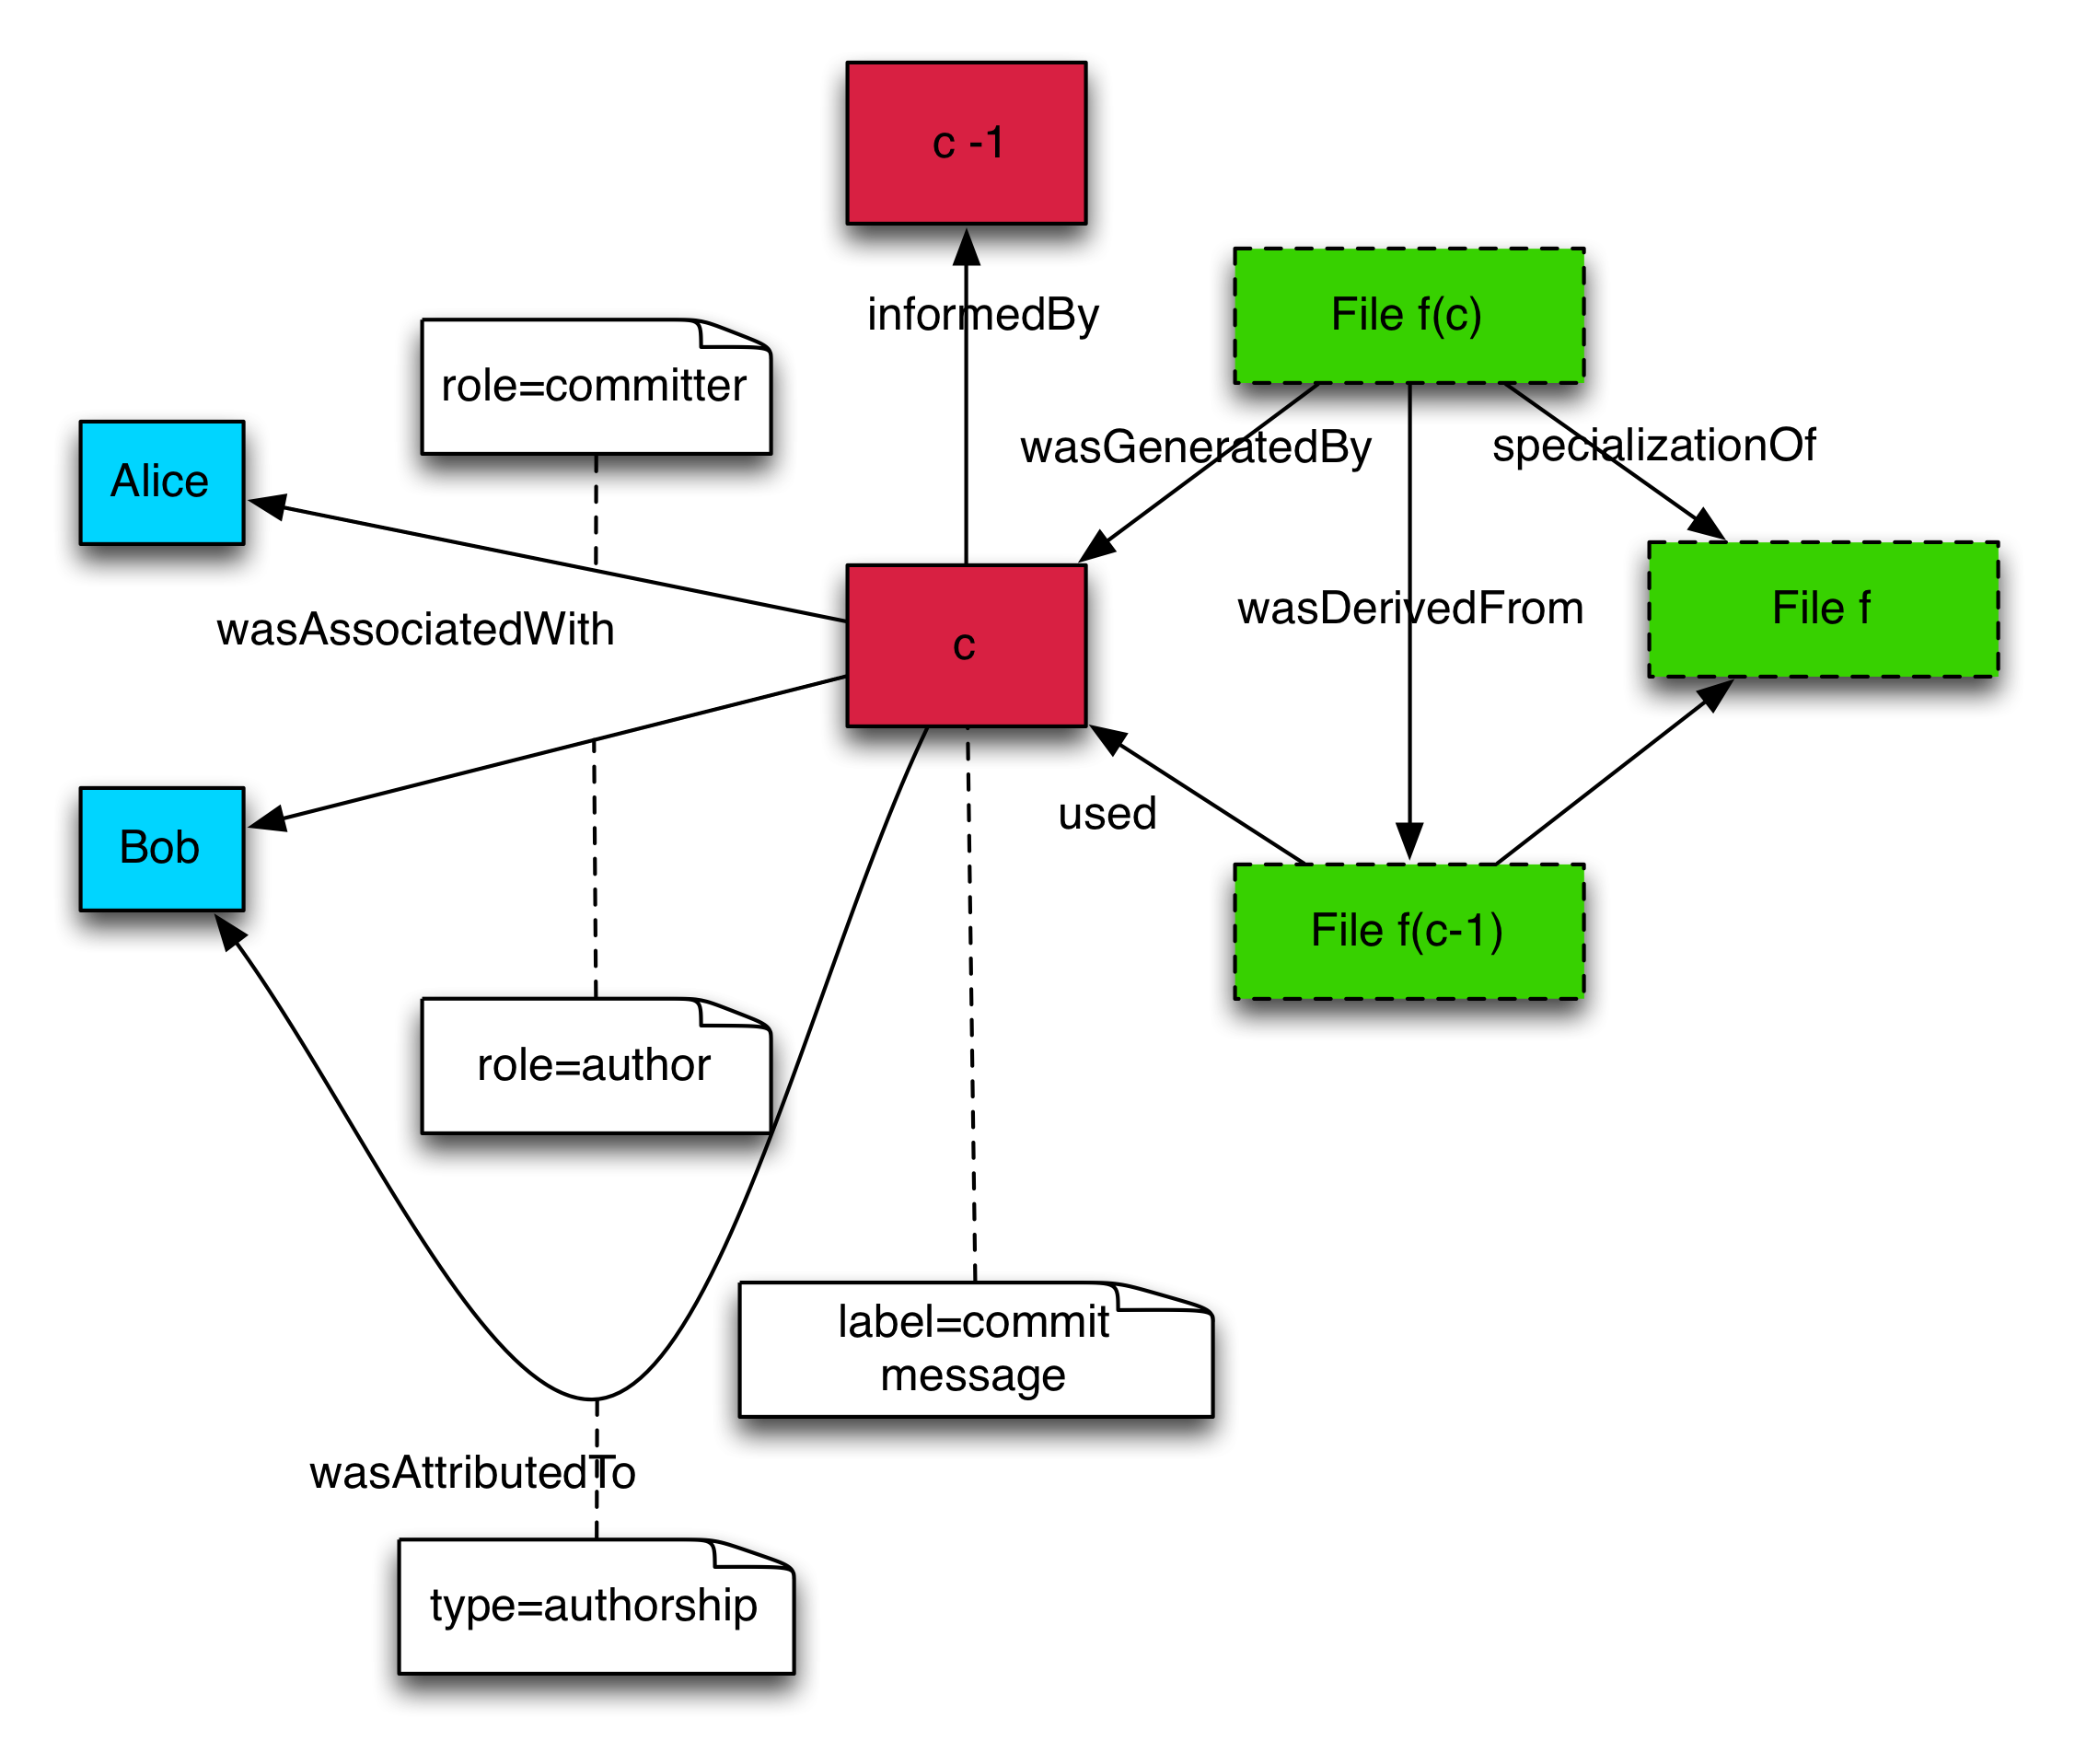 c -1
informedBy
File f(c)
role=committer
wasGeneratedBy
specializationOf
Alice
wasAssociatedWith
c
wasDerivedFrom
File f
used
Bob
File f(c-1)
role=author
label=commit
message
wasAttributedTo
type=authorship